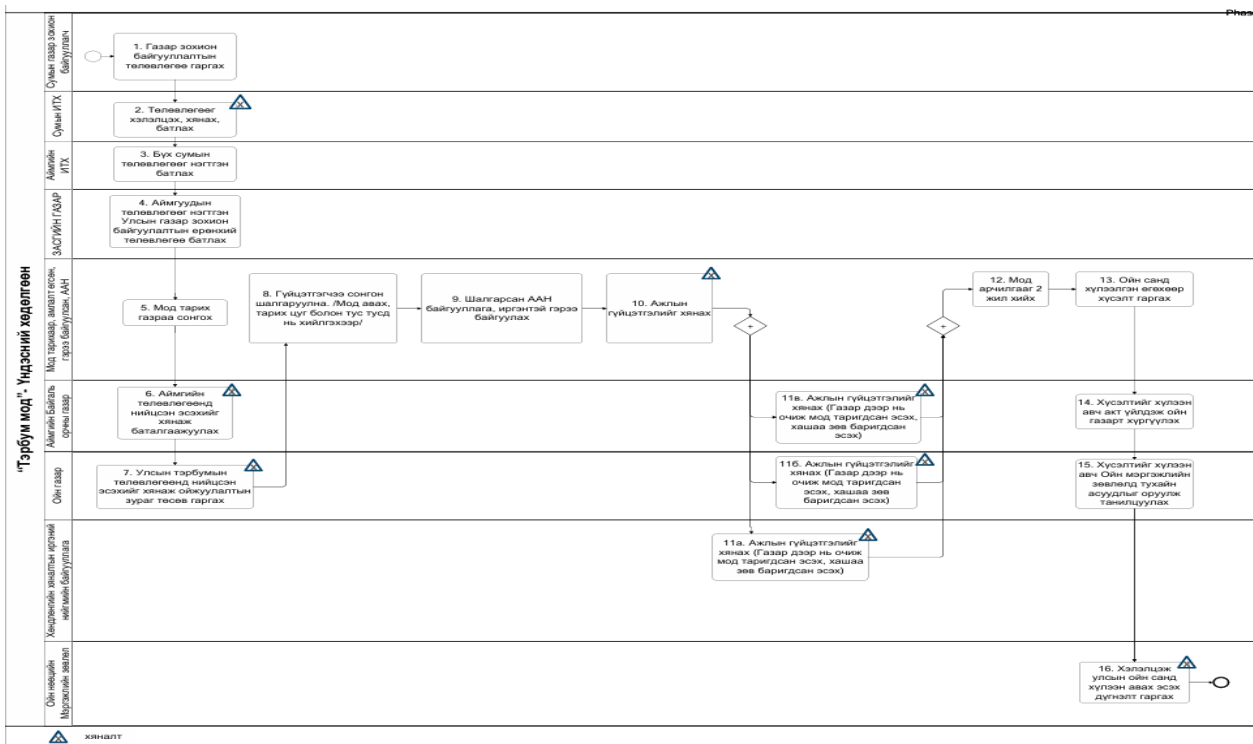 Phas
"Тэрбум мод"- Үндэсний хөдөлгөөн
Сумын газар зохион
байгууллагч
1. Газар зохион
байгууллалтын
төлөвлөгөө гаргах
Сумын ИТХ
2. Төлөвлөгөөг
хэлэлцэх, хянах,
батлах
Аймгийн
ИТХ
3. Бүх сумын
төлөвлөгөөг нэгтгэн
батлах
ЗАСГИЙН ГАЗАР
4. Аймгуудын
төлөвлөгөөг нэгтгэн
Улсын газар зохион
байгуулалтын ерөнхий
төлөвлөгөө батлах
Мод тарихаар, амлалт өгсөн,
гэрээ байгуулсан, ААН
5. Мод тарих
газраа сонгох
8. Гүйцэтгэгчээ сонгон
шалгаруулна. /Мод авах,
тарих цуг болон тус тусд
нь хийлгэхээр/
9. Шалгарсан ААН
байгууллага, иргэнтэй гэрээ
байгуулах
10. Ажлын
гүйцэтгэлийг хянах
12. Мод
арчилгааг 2
жил хийх
13. Ойн санд
хүлээлгэн өгөхөөр
хүсэлт гаргах
Аймгийн Байгаль
орчны газар
6. Аймгийн
төлөвлөгөөнд
нийцсэн эсэхийг
хянаж
баталгаажуулах
11в. Ажлын гүйцэтгэлийг
хянах (Газар дээр нь
очиж мод таригдсан эсэх,
хашаа зөв баригдсан
эсэх)
14. Хүсэлтийг хүлээн
авч акт үйлдэж ойн
газарт хүргүүлэх
Ойн газар
7. Улсын тэрбумын
төлөвлөгөөнд нийцсэн
эсэхийг хянаж ойжуулалтын
зураг төсөв гаргах
11б. Ажлын гүйцэтгэлийг
хянах (Газар дээр нь
очиж мод таригдсан
эсэх, хашаа зөв
баригдсан эсэх)
15. Хүсэлтийг хүлээн
авч Ойн мэргэжлийн
зөвлөлд тухайн
асуудлыг оруулж
танилцуулах
Хөндлөнгийн хяналтын иргэний
нийгмийн байгууллага
11а. Ажлын гүйцэтгэлийг
хянах (Газар дээр нь очиж
мод таригдсан эсэх, хашаа
зөв баригдсан эсэх)
Ойн нөөцийн
Мэргэжлийн зөвлөл
16. Хэлэлцэж
улсын ойн санд
хүлээн авах эсэх
дүгнэлт гаргах
хяналт